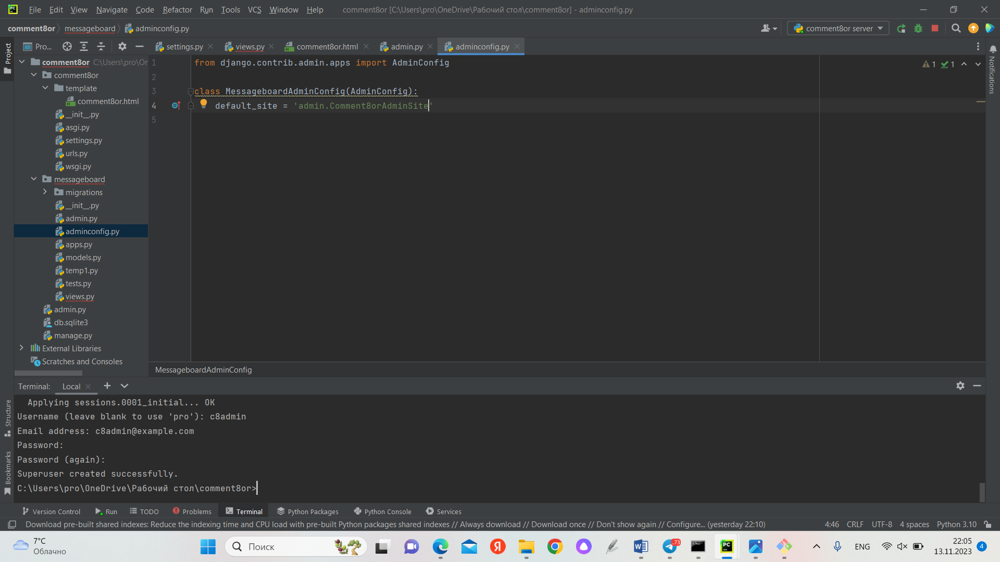 File Edit View Navigate Code Refactor Run Tools VCS Window Help comment8or [C:\Users\pro\OneDrive\Рабочий стол\comment8or] - adminconfig.py
comment8or messageboard adminconfig.py comment8or server
Project
Pro...
settings.py views.py comment8or.html admin.py adminconfig.py
Notifications
comment8or C:\Users\pro\On
comment8or
template
comment8or.html
__init__.py
asgi.py
settings.py
urls.py
wsgi.py
messageboard
migrations
__init__.py
admin.py
adminconfig.py
apps.py
models.py
temp1.py
tests.py
views.py
admin.py
db.sqlite3
manage.py
External Libraries
Scratches and Consoles
1 from django.contrib.admin.apps import AdminConfig
1 1
2
3 class MessageboardAdminConfig(AdminConfig):
4 default_site = 'admin.Comment8orAdminSite'
5
MessageboardAdminConfig
Terminal: Local
Structure
Bookmarks
Applying sessions.0001_initial... OK
Username (leave blank to use 'pro'): c8admin
Email address: c8admin@example.com
Password:
Password (again):
Superuser created successfully.
C:\Users\pro\OneDrive\Рабочий стол\comment8or>
Version Control Run TODO Problems Terminal Python Packages Python Console Services
Download pre-built shared indexes: Reduce the indexing time and CPU load with pre-built Python packages shared indexes // Always download // Download once // Don't show again // Configure... (yesterday 22:10) 4:46 CRLF UTF-8 4 spaces Python 3.10
7°C
Облачно
Поиск
..73
ENG
22:05
13.11.2023
4